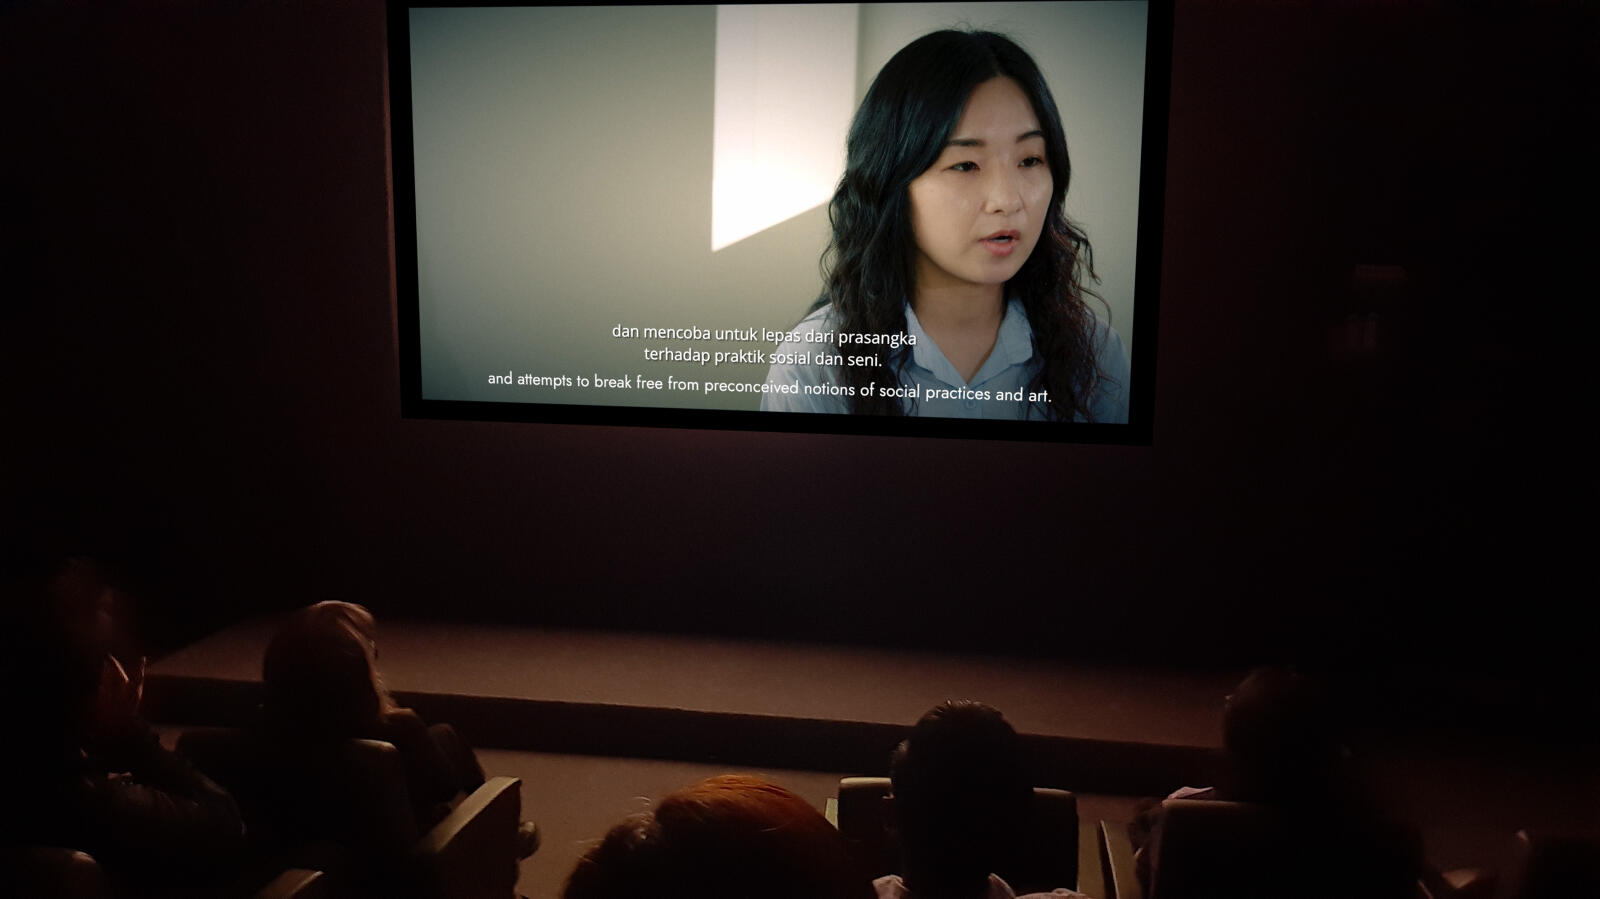 dan mencoba untuk lepas dari prasangka
terhadap praktik sosial dan seni.
and attempts to break free from preconceived notions of social practices and art.